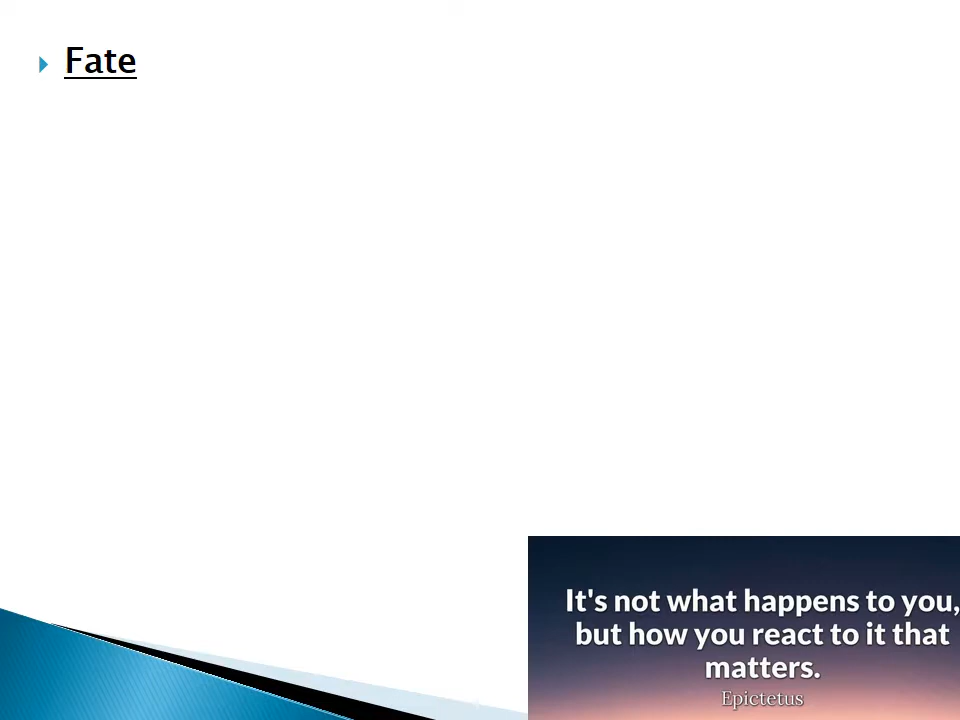 Fate
It's not what happens to you,
but how you react to it that
matters.
Epictetus